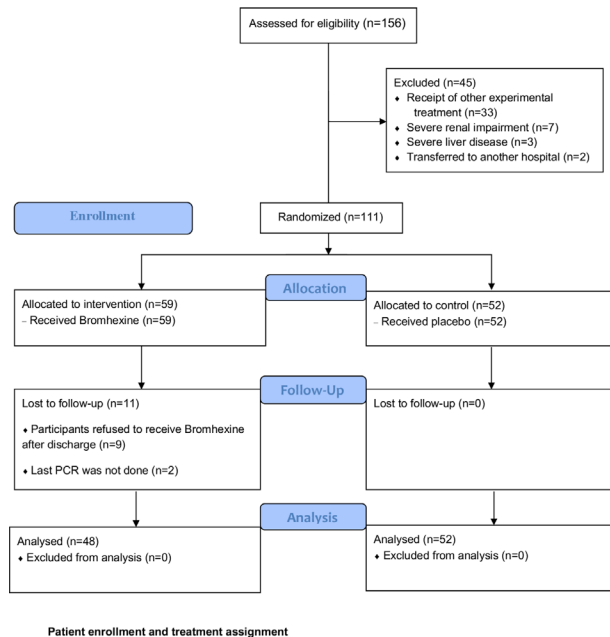 Assessed for eligibility (n=156)
Excluded (n=45)
♦ Receipt of other experimental
treatment (n=33)
♦ Severe renal impairment (n=7)
♦ Severe liver disease (n=3)
♦ Transferred to another hospital (n=2)
Enrollment
Randomized (n=111)
Allocation
Allocated to intervention (n=59)
– Received Bromhexine (n=59)
Allocated to control (n=52)
– Received placebo (n=52)
Follow-Up
Lost to follow-up (n=11)
♦ Participants refused to receive Bromhexine
after discharge (n=9)
♦ Last PCR was not done (n=2)
Lost to follow-up (n=0)
Analysis
Analysed (n=48)
♦ Excluded from analysis (n=0)
Analysed (n=52)
♦ Excluded from analysis (n=0)
Patient enrollment and treatment assignment